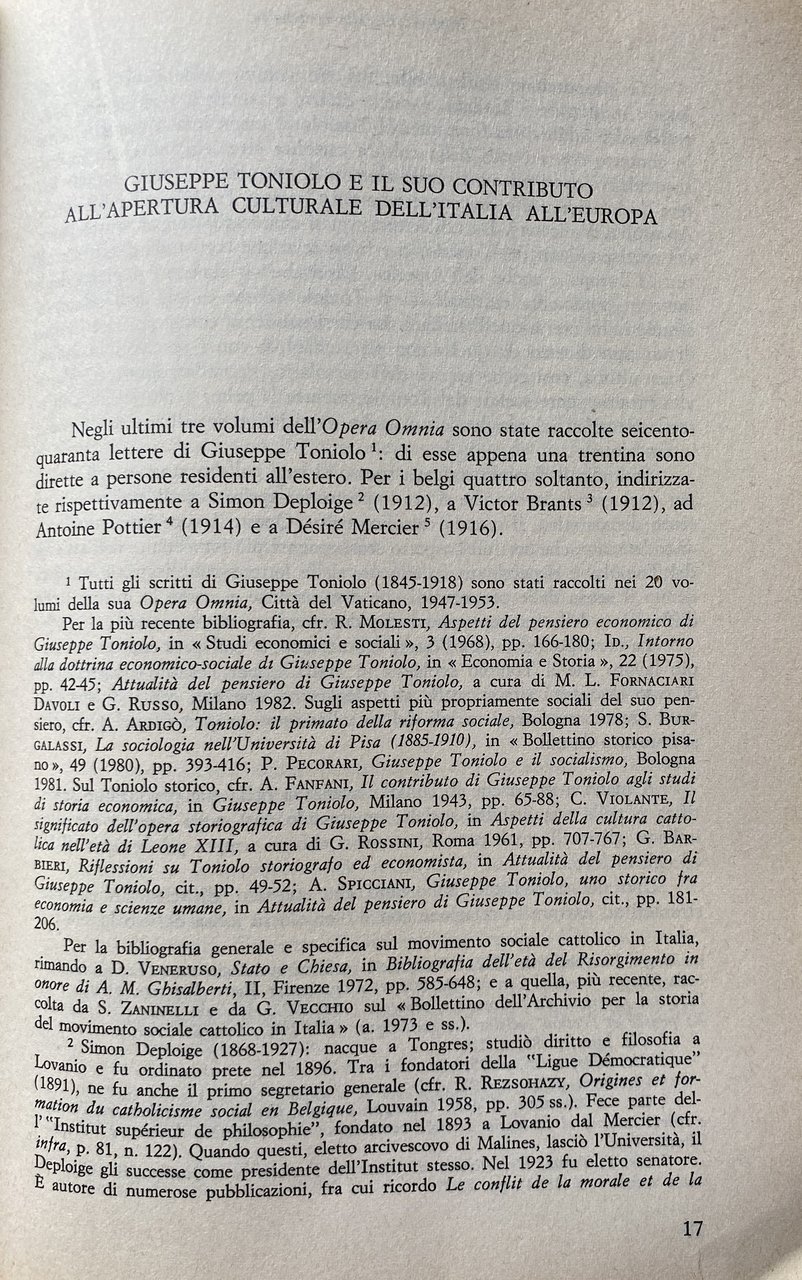 GIUSEPPE TONIOLO E IL SUO CONTRIBUTO
ALL'APERTURA CULTURALE DELL'ITALIA ALL'EUROPA
Negli ultimi tre volumi dell'Opera Omnia sono state raccolte seicento-
quaranta lettere di Giuseppe Toniolo ¹: di esse appena una trentina sono
dirette a persone residenti all'estero. Per i belgi quattro soltanto, indirizza-
te rispettivamente a Simon Deploige ² (1912), a Victor Brants ³ (1912), ad
Antoine Pottier ⁴ (1914) e a Désiré Mercier ⁵ (1916).
¹ Tutti gli scritti di Giuseppe Toniolo (1845-1918) sono stati raccolti nei 20 vo-
lumi della sua Opera Omnia, Città del Vaticano, 1947-1953.
Per la più recente bibliografia, cfr. R. MOLESTI, Aspetti del pensiero economico di
Giuseppe Toniolo, in « Studi economici e sociali », 3 (1968), pp. 166-180; ID., Intorno
alla dottrina economico-sociale di Giuseppe Toniolo, in « Economia e Storia », 22 (1975),
pp. 42-45; Attualità del pensiero di Giuseppe Toniolo, a cura di M. L. FORNACIARI
DAVOLI e G. RUSSO, Milano 1982. Sugli aspetti più propriamente sociali del suo pen-
siero, cfr. A. ARDIGÒ, Toniolo: il primato della riforma sociale, Bologna 1978; S. BUR-
GALASSI, La sociologia nell'Università di Pisa (1885-1910), in « Bollettino storico pisa-
no », 49 (1980), pp. 393-416; P. PECORARI, Giuseppe Toniolo e il socialismo, Bologna
1981. Sul Toniolo storico, cfr. A. FANFANI, Il contributo di Giuseppe Toniolo agli studi
di storia economica, in Giuseppe Toniolo, Milano 1943, pp. 65-88; C. VIOLANTE, Il
significato dell'opera storiografica di Giuseppe Toniolo, in Aspetti della cultura catto-
lica nell'età di Leone XIII, a cura di G. ROSSINI, Roma 1961, pp. 707-767; G. BAR-
BIERI, Riflessioni su Toniolo storiografo ed economista, in Attualità del pensiero di
Giuseppe Toniolo, cit., pp. 49-52; A. SPICCIANI, Giuseppe Toniolo, uno storico fra
economia e scienze umane, in Attualità del pensiero di Giuseppe Toniolo, cit., pp. 181-
206.
Per la bibliografia generale e specifica sul movimento sociale cattolico in Italia,
rimando a D. VENERUSO, Stato e Chiesa, in Bibliografia dell'età del Risorgimento in
onore di A. M. Ghisalberti, II, Firenze 1972, pp. 585-648; e a quella, più recente, rac-
colta da S. ZANINELLI e da G. VECCHIO sul « Bollettino dell'Archivio per la storia
del movimento sociale cattolico in Italia » (a. 1973 e ss.).
² Simon Deploige (1868-1927): nacque a Tongres; studiò diritto e filosofia a
Lovanio e fu ordinato prete nel 1896. Tra i fondatori della "Ligue Démocratique"
(1891), ne fu anche il primo segretario generale (cfr. R. REZSOHAZY, Origines et for-
mation du catholicisme social en Belgique, Louvain 1958, pp. 305 ss.). Fece parte del-
l'"Institut supérieur de philosophie", fondato nel 1893 a Lovanio dal Mercier (cfr.
infra, p. 81, n. 122). Quando questi, eletto arcivescovo di Malines, lasciò l'Università, il
Deploige gli successe come presidente dell'Institut stesso. Nel 1923 fu eletto senatore.
È autore di numerose pubblicazioni, fra cui ricordo Le conflit de la morale et de la
17